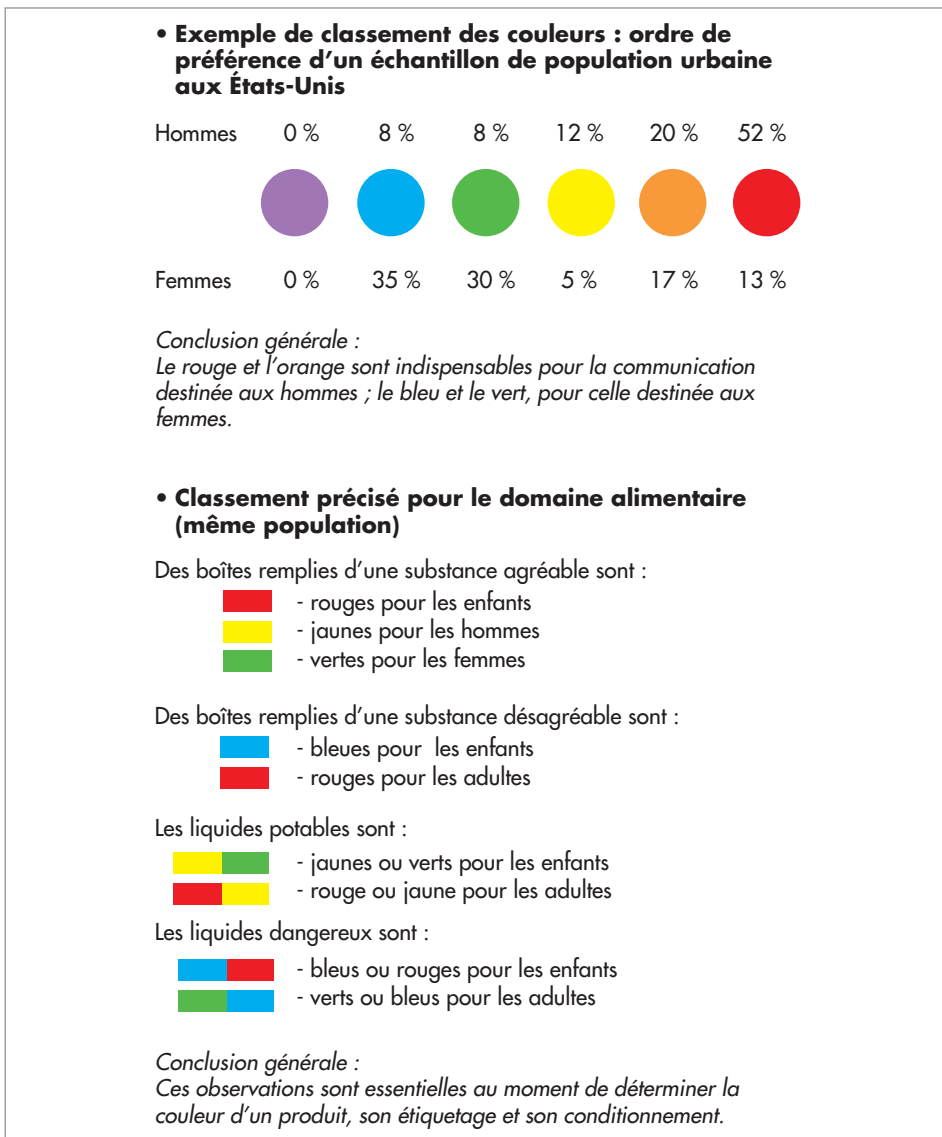 • Exemple de classement des couleurs : ordre de
préférence d’un échantillon de population urbaine
aux États-Unis
Hommes 0 % 8 % 8 % 12 % 20 % 52 %
Femmes 0 % 35 % 30 % 5 % 17 % 13 %
Conclusion générale :
Le rouge et l’orange sont indispensables pour la communication
destinée aux hommes ; le bleu et le vert, pour celle destinée aux
femmes.
• Classement précisé pour le domaine alimentaire
(même population)
Des boîtes remplies d’une substance agréable sont :
- rouges pour les enfants
- jaunes pour les hommes
- vertes pour les femmes
Des boîtes remplies d’une substance désagréable sont :
- bleues pour les enfants
- rouges pour les adultes
Les liquides potables sont :
- jaunes ou verts pour les enfants
- rouge ou jaune pour les adultes
Les liquides dangereux sont :
- bleus ou rouges pour les enfants
- verts ou bleus pour les adultes
Conclusion générale :
Ces observations sont essentielles au moment de déterminer la
couleur d’un produit, son étiquetage et son conditionnement.